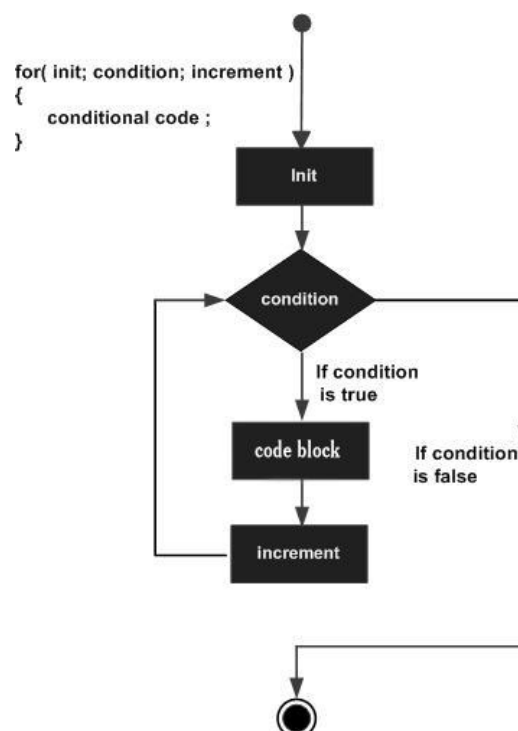 for( init; condition; increment )
{
conditional code ;
}
Init
condition
If condition
is true
code block
If condition
is false
increment